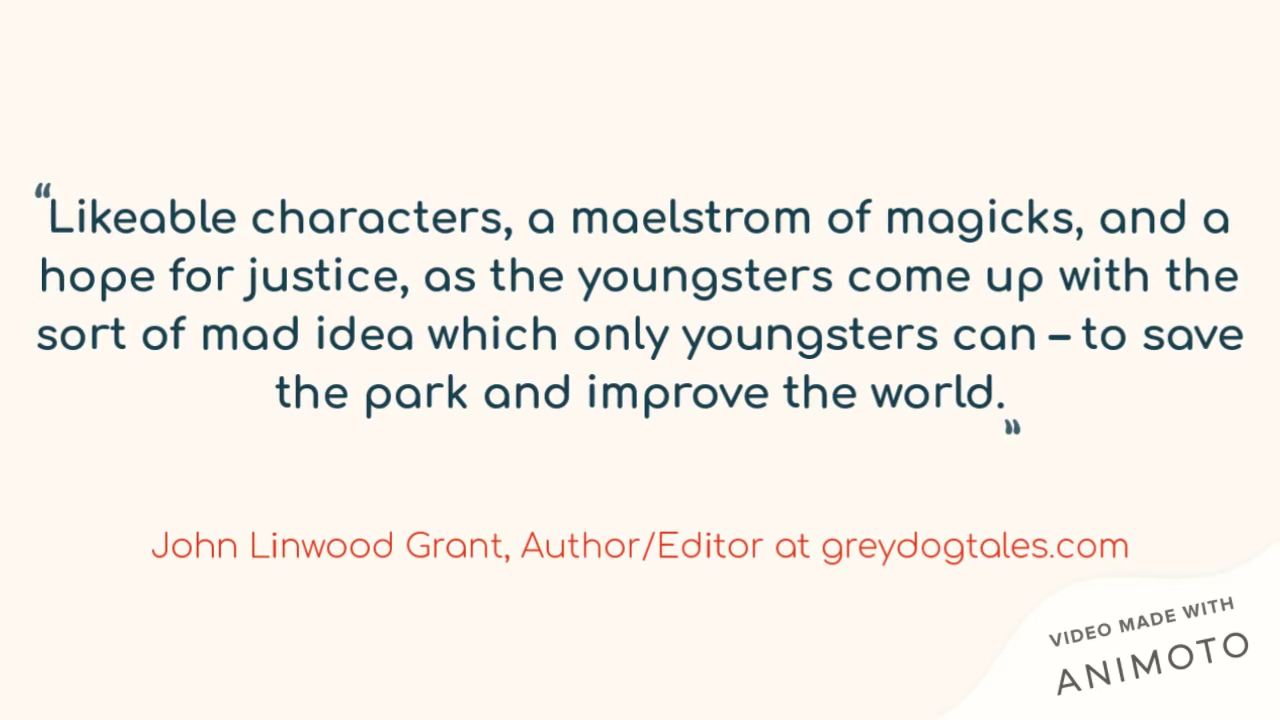 “Likeable characters, a maelstrom of magicks, and a
hope for justice, as the youngsters come up with the
sort of mad idea which only youngsters can – to save
the park and improve the world.”
John Linwood Grant, Author/Editor at greydogtales.com
VIDEO MADE WITH
ANIMOTO